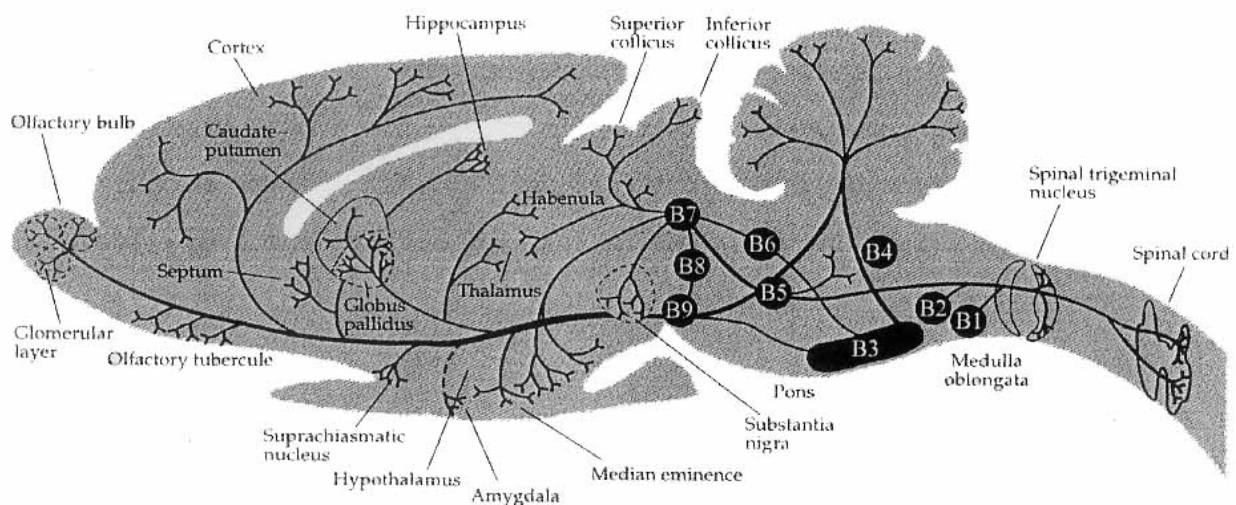 Hippocampus
Superior
collicus
Inferior
collicus
Cortex
Olfactory bulb
Caudate–
putamen
Spinal trigeminal
nucleus
Habenula
B7
B6
B4
Spinal cord
Septum
B8
Thalamus
B5
Globus
pallidus
B9
B2
B1
Glomerular
layer
Olfactory tubercule
B3
Medulla
oblongata
Pons
Substantia
nigra
Suprachiasmatic
nucleus
Hypothalamus
Amygdala
Median eminence